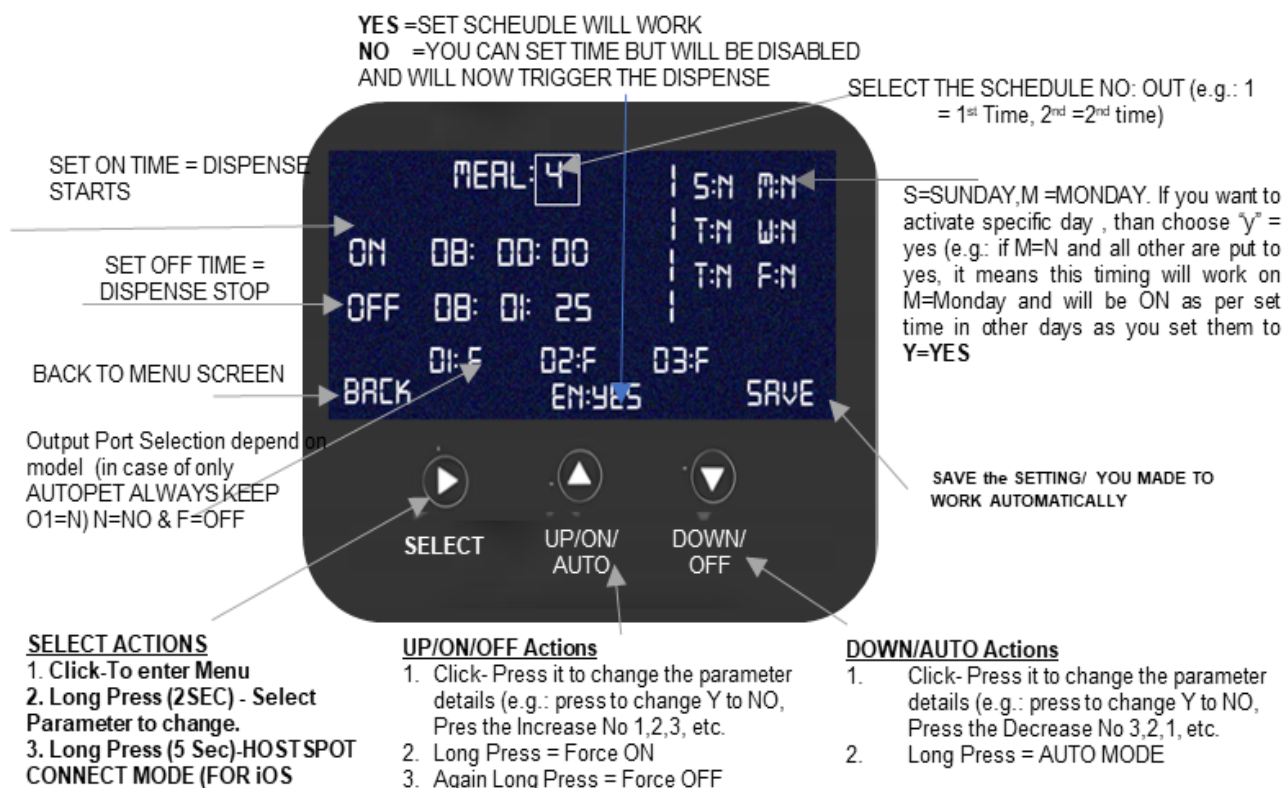 YES =SET SCHEUDLE WILL WORK
NO =YOU CAN SET TIME BUT WILL BE DISABLED
AND WILL NOW TRIGGER THE DISPENSE
SELECT THE SCHEDULE NO: OUT (e.g.: 1
= 1st Time, 2nd =2nd time)
SET ON TIME = DISPENSE
STARTS
SET OFF TIME =
DISPENSE STOP
BACK TO MENU SCREEN
Output Port Selection depend on
model (in case of only
AUTOPET ALWAYS KEEP
O1=N) N=NO & F=OFF
MEAL: 4
ON 08: 00: 00
OFF 08: 01: 25
01:F 02:F 03:F
BACK EN:YES SAVE
S:N M:N
T:N W:N
T:N F:N
S=SUNDAY,M =MONDAY. If you want to
activate specific day , than choose “y” =
yes (e.g.: if M=N and all other are put to
yes, it means this timing will work on
M=Monday and will be ON as per set
time in other days as you set them to
Y=YES
SAVE the SETTING/ YOU MADE TO
WORK AUTOMATICALLY
SELECT
UP/ON/
AUTO
DOWN/
OFF
SELECT ACTIONS
1. Click-To enter Menu
2. Long Press (2SEC) - Select
Parameter to change.
3. Long Press (5 Sec)-HOSTSPOT
CONNECT MODE (FOR iOS
UP/ON/OFF Actions
1. Click- Press it to change the parameter
details (e.g.: press to change Y to NO,
Pres the Increase No 1,2,3, etc.
2. Long Press = Force ON
3. Again Long Press = Force OFF
DOWN/AUTO Actions
1. Click- Press it to change the parameter
details (e.g.: press to change Y to NO,
Press the Decrease No 3,2,1, etc.
2. Long Press = AUTO MODE